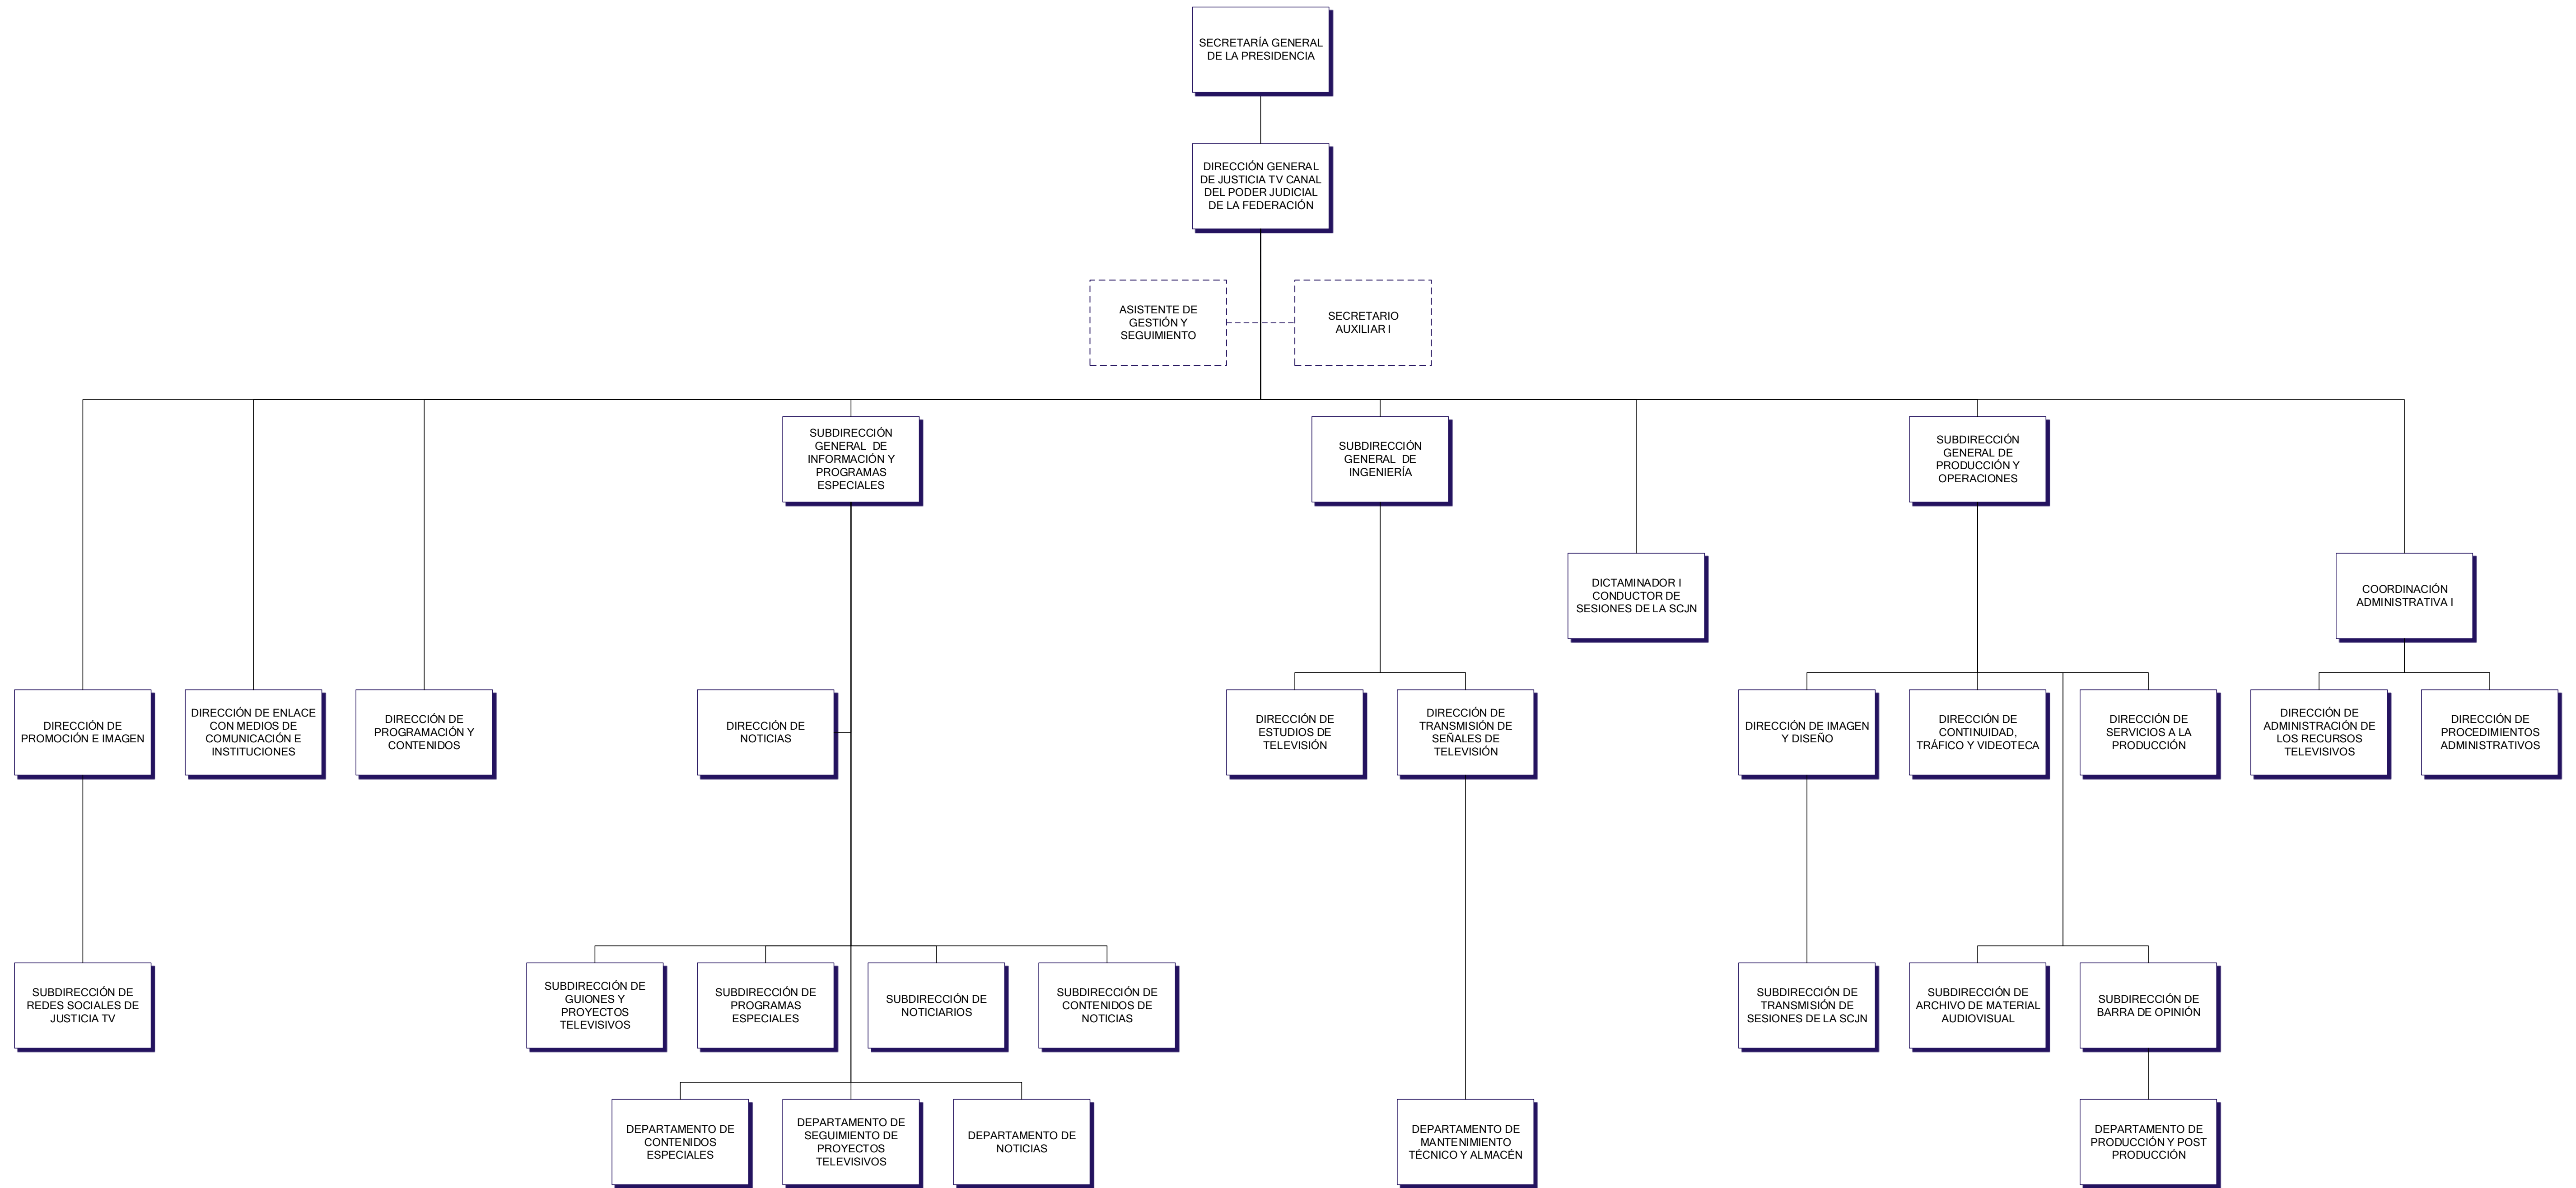 SECRETARÍA GENERAL
DE LA PRESIDENCIA
DIRECCIÓN GENERAL
DE JUSTICIA TV CANAL
DEL PODER JUDICIAL
DE LA FEDERACIÓN
ASISTENTE DE
GESTIÓN Y
SEGUIMIENTO
SECRETARIO
AUXILIAR I
SUBDIRECCIÓN
GENERAL DE
INFORMACIÓN Y
PROGRAMAS
ESPECIALES
SUBDIRECCIÓN
GENERAL DE
INGENIERÍA
SUBDIRECCIÓN
GENERAL DE
PRODUCCIÓN Y
OPERACIONES
DICTAMINADOR I
CONDUCTOR DE
SESIONES DE LA SCJN
COORDINACIÓN
ADMINISTRATIVA I
DIRECCIÓN DE
PROMOCIÓN E IMAGEN
DIRECCIÓN DE ENLACE
CON MEDIOS DE
COMUNICACIÓN E
INSTITUCIONES
DIRECCIÓN DE
PROGRAMACIÓN Y
CONTENIDOS
DIRECCIÓN DE
NOTICIAS
DIRECCIÓN DE
ESTUDIOS DE
TELEVISIÓN
DIRECCIÓN DE
TRANSMISIÓN DE
SEÑALES DE
TELEVISIÓN
DIRECCIÓN DE IMAGEN
Y DISEÑO
DIRECCIÓN DE
CONTINUIDAD,
TRÁFICO Y VIDEOTECA
DIRECCIÓN DE
SERVICIOS A LA
PRODUCCIÓN
DIRECCIÓN DE
ADMINISTRACIÓN DE
LOS RECURSOS
TELEVISIVOS
DIRECCIÓN DE
PROCEDIMIENTOS
ADMINISTRATIVOS
SUBDIRECCIÓN DE
REDES SOCIALES DE
JUSTICIA TV
SUBDIRECCIÓN DE
GUIONES Y
PROYECTOS
TELEVISIVOS
SUBDIRECCIÓN DE
PROGRAMAS
ESPECIALES
SUBDIRECCIÓN DE
NOTICIARIOS
SUBDIRECCIÓN DE
CONTENIDOS DE
NOTICIAS
SUBDIRECCIÓN DE
TRANSMISIÓN DE
SESIONES DE LA SCJN
SUBDIRECCIÓN DE
ARCHIVO DE MATERIAL
AUDIOVISUAL
SUBDIRECCIÓN DE
BARRA DE OPINIÓN
DEPARTAMENTO DE
CONTENIDOS
ESPECIALES
DEPARTAMENTO DE
SEGUIMIENTO DE
PROYECTOS
TELEVISIVOS
DEPARTAMENTO DE
NOTICIAS
DEPARTAMENTO DE
MANTENIMIENTO
TÉCNICO Y ALMACÉN
DEPARTAMENTO DE
PRODUCCIÓN Y POST
PRODUCCIÓN